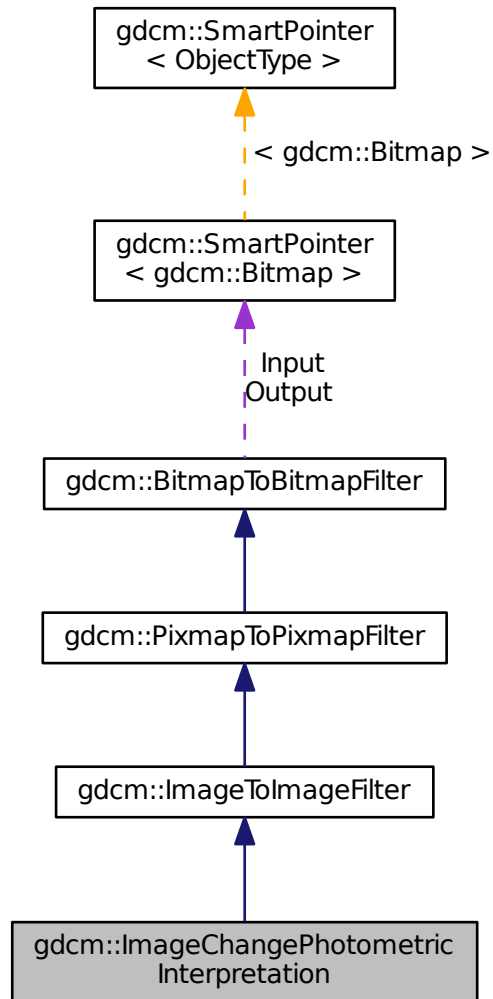 gdcm::SmartPointer
< ObjectType >
< gdcm::Bitmap >
gdcm::SmartPointer
< gdcm::Bitmap >
Input
Output
gdcm::BitmapToBitmapFilter
gdcm::PixmapToPixmapFilter
gdcm::ImageToImageFilter
gdcm::ImageChangePhotometric
Interpretation